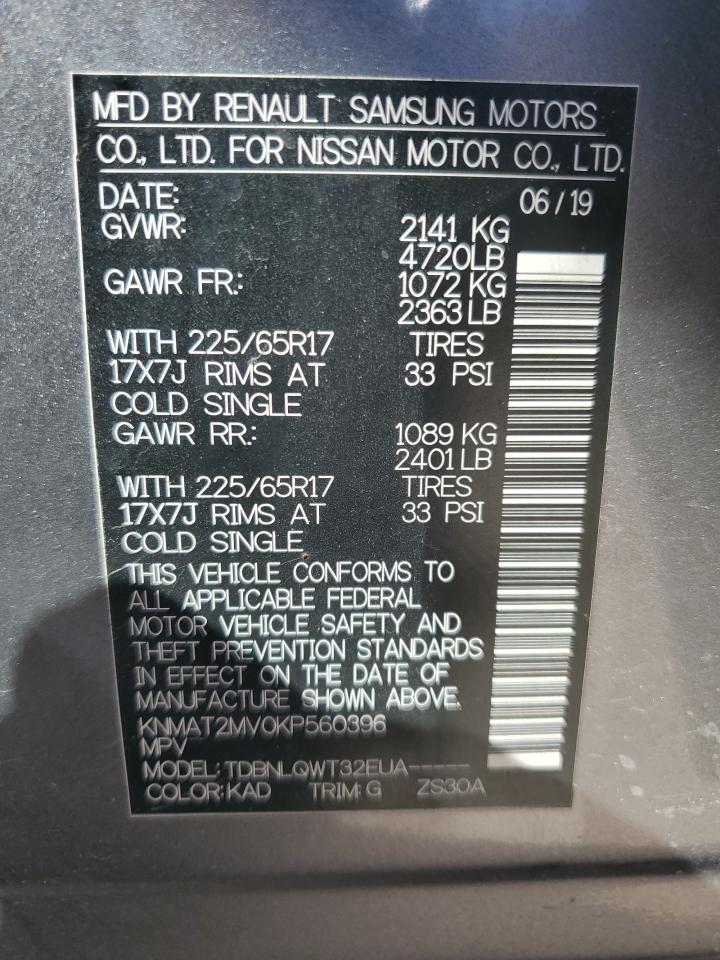 MFD BY RENAULT SAMSUNG MOTORS
CO., LTD. FOR NISSAN MOTOR CO., LTD.
DATE: 06/19
GVWR: 2141 KG
4720LB
GAWR FR.: 1072 KG
2363 LB
WITH 225/65R17 TIRES
17X7J RIMS AT 33 PSI
COLD SINGLE
GAWR RR.: 1089 KG
2401 LB
WITH 225/65R17 TIRES
17X7J RIMS AT 33 PSI
COLD SINGLE
THIS VEHICLE CONFORMS TO
ALL APPLICABLE FEDERAL
MOTOR VEHICLE SAFETY AND
THEFT PREVENTION STANDARDS
IN EFFECT ON THE DATE OF
MANUFACTURE SHOWN ABOVE.
KNMAT2MV0KP560396
MPV
MODEL: TDBNLQWT32EUA-----
COLOR: KAD TRIM: G ZS30A